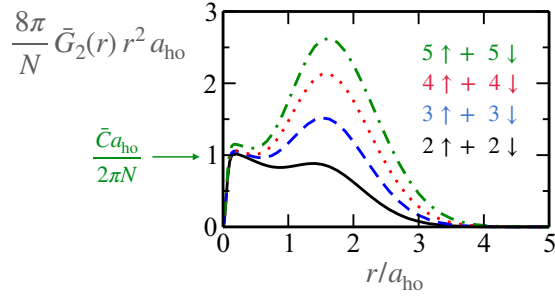 8π/N Ḡ₂(r) r² a_ho
3
2
1
0
5 ↑ + 5 ↓
4 ↑ + 4 ↓
3 ↑ + 3 ↓
2 ↑ + 2 ↓
C̄a_ho/2πN
0 1 2 3 4 5
r/a_ho